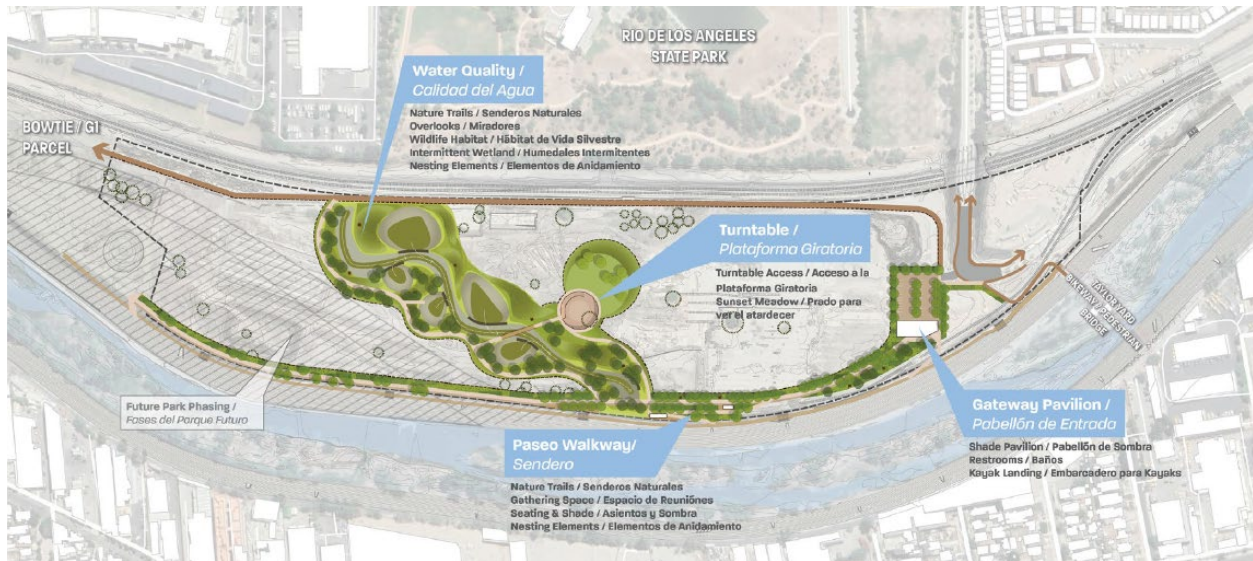 RIO DE LOS ANGELES
STATE PARK
Water Quality /
Calidad del Agua
Nature Trails / Senderos Naturales
Overlooks / Miradores
Wildlife Habitat / Hábitat de Vida Silvestre
Intermittent Wetland / Humedales Intermitentes
Nesting Elements / Elementos de Anidamiento
BOWTIE / G1
PARCEL
Turntable /
Plataforma Giratoria
Turntable Access / Acceso a la
Plataforma Giratoria
Sunset Meadow / Prado para
ver el atardecer
TAYLOR YARD
BIKEWAY / PEDESTRIAN
BRIDGE
Future Park Phasing /
Fases del Parque Futuro
Gateway Pavilion /
Pabellón de Entrada
Shade Pavilion / Pabellón de Sombra
Restrooms / Baños
Kayak Landing / Embarcadero para Kayaks
Paseo Walkway/
Sendero
Nature Trails / Senderos Naturales
Gathering Space / Espacio de Reuniónes
Seating & Shade / Asientos y Sombra
Nesting Elements / Elementos de Anidamiento